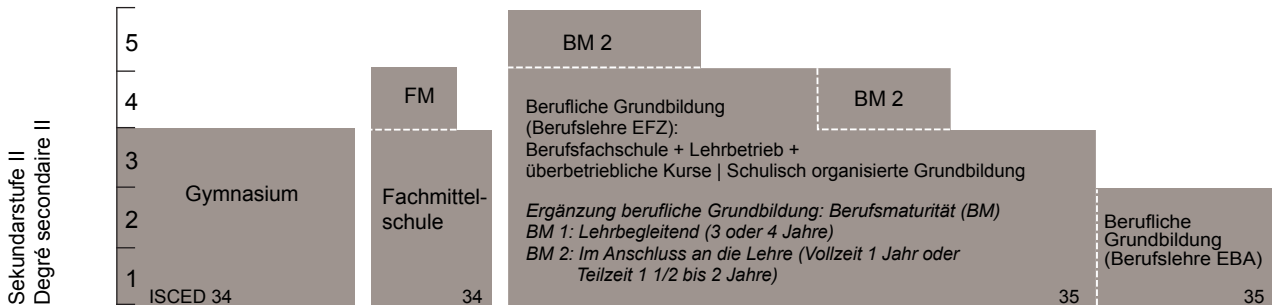 Sekundarstufe II
Degré secondaire II
5
4
3
2
1
Gymnasium
ISCED 34
FM
Fachmittel-
schule
34
BM 2
BM 2
Berufliche Grundbildung
(Berufslehre EFZ):
Berufsfachschule + Lehrbetrieb +
überbetriebliche Kurse | Schulisch organisierte Grundbildung
Ergänzung berufliche Grundbildung: Berufsmaturität (BM)
BM 1: Lehrbegleitend (3 oder 4 Jahre)
BM 2: Im Anschluss an die Lehre (Vollzeit 1 Jahr oder
Teilzeit 1 1/2 bis 2 Jahre)
35
Berufliche
Grundbildung
(Berufslehre EBA)
35